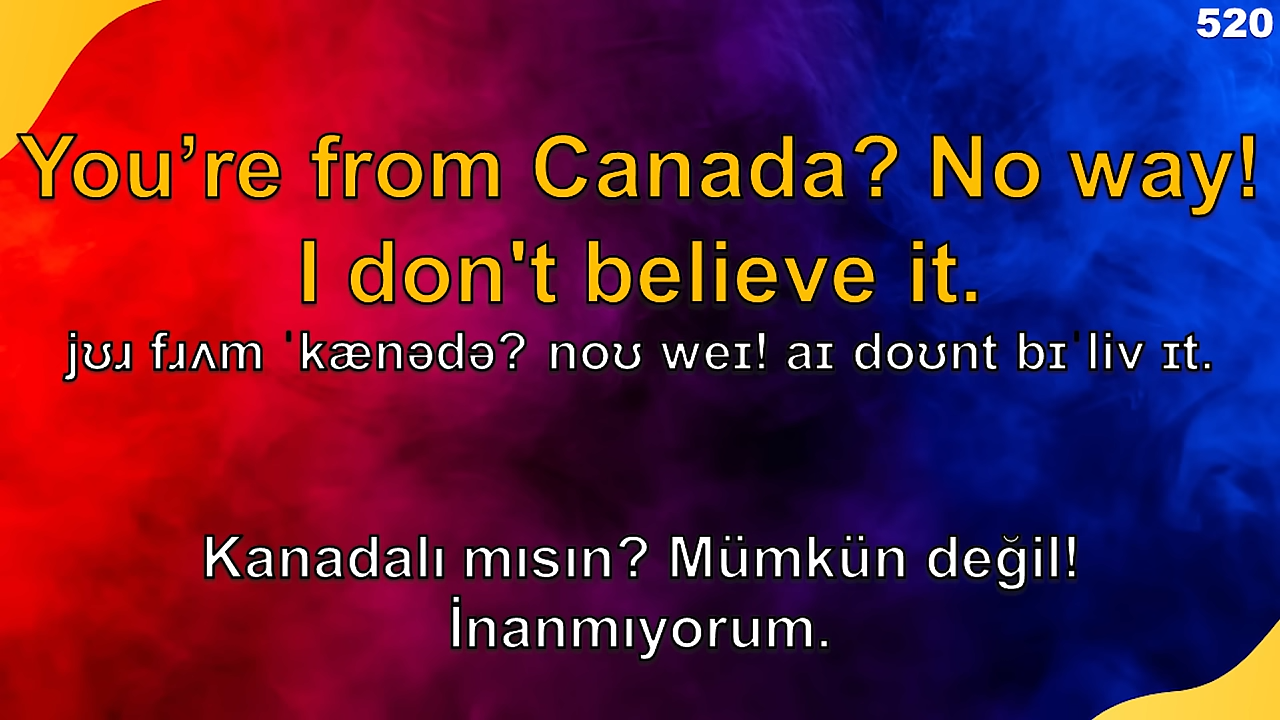 520
You’re from Canada? No way!
I don't believe it.
jʊɹ fɹʌm ˈkænədə? noʊ weɪ! aɪ doʊnt bɪˈliv ɪt.
Kanadalı mısın? Mümkün değil!
İnanmıyorum.